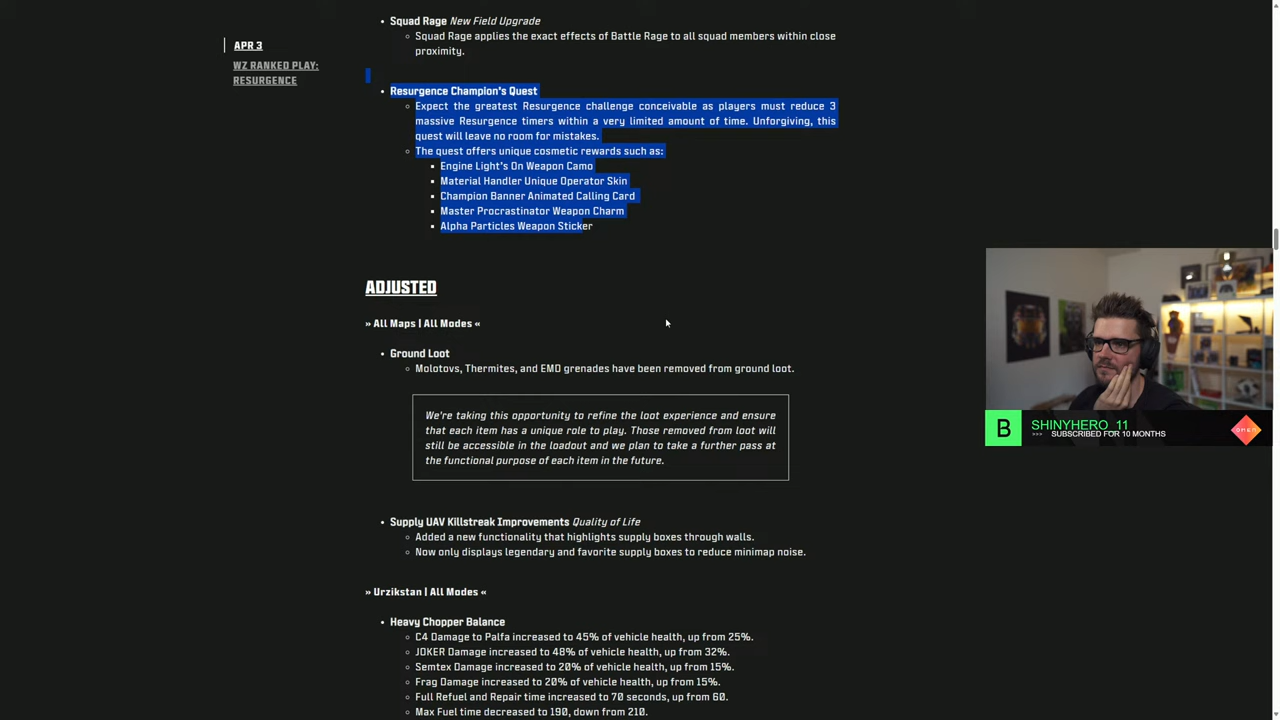 Squad Rage New Field Upgrade
Squad Rage applies the exact effects of Battle Rage to all squad members within close
proximity.
APR 3
WZ RANKED PLAY:
RESURGENCE
Resurgence Champion's Quest
Expect the greatest Resurgence challenge conceivable as players must reduce 3
massive Resurgence timers within a very limited amount of time. Unforgiving, this
quest will leave no room for mistakes.
The quest offers unique cosmetic rewards such as:
Engine Light's On Weapon Camo
Material Handler Unique Operator Skin
Champion Banner Animated Calling Card
Master Procrastinator Weapon Charm
Alpha Particles Weapon Sticker
ADJUSTED
» All Maps | All Modes «
Ground Loot
Molotovs, Thermites, and EMD grenades have been removed from ground loot.
We're taking this opportunity to refine the loot experience and ensure
that each item has a unique role to play. Those removed from loot will
still be accessible in the loadout and we plan to take a further pass at
the functional purpose of each item in the future.
B
SHINYHERO_11
>>> SUBSCRIBED FOR 10 MONTHS
OMEN
Supply UAV Killstreak Improvements Quality of Life
Added a new functionality that highlights supply boxes through walls.
Now only displays legendary and favorite supply boxes to reduce minimap noise.
» Urzikstan | All Modes «
Heavy Chopper Balance
C4 Damage to Palfa increased to 45% of vehicle health, up from 25%.
JOKER Damage increased to 48% of vehicle health, up from 32%.
Semtex Damage increased to 20% of vehicle health, up from 15%.
Frag Damage increased to 20% of vehicle health, up from 15%.
Full Refuel and Repair time increased to 70 seconds, up from 60.
Max Fuel time decreased to 190, down from 210.